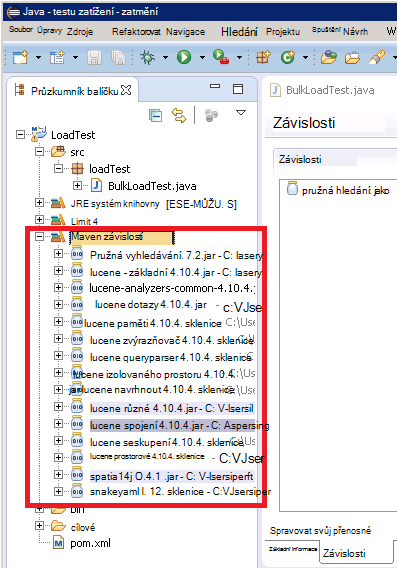 Java - testu zatížení - zatmění
Soubor Úpravy Zdroje Refaktorovat Navigace Hledání Projektu Spuštění Návrh W
Průzkumník balíčku
LoadTest
src
loadTest
BulkLoadTest.java
JRE systém knihovny [ESE-MŮŽU. S]
Limit 4
Maven závislostí
Pružná vyhledávání. 7.2.jar - C: lasery
lucene - základní 4.10.4.jar - C: lasery
lucene-analyzers-common-4.10.4.
lucene dotazy 4.10.4. jar - c:VJser
lucene paměti 4.10.4. sklenice - C:\User
lucene zvýrazňovač 4.10.4. sklenice C:\Us
lucene queryparser 4.10.4. sklenice
lucene izolovaného prostoru 4.10.4.
jar lucene navrhnout 4.10.4. sklenice
lucene různé 4.10.4.jar - C: V-lsersil
lucene spojení 4.10.4.jar - C: Aspersing
lucene seskupení 4.10.4. sklenice
lucene prostorové 4.10.4. sklenice - C:VJser
spatia14j O.4.1 .jar - C: V-lsersiperft
snakeyaml l. 12. sklenice - C:VJsersiper
cílové
pom.xml
BulkLoadTest.java
Závislosti
Závislosti
pružná hledání jako
Spravovat svůj přenosné
Základní informace Závislosti